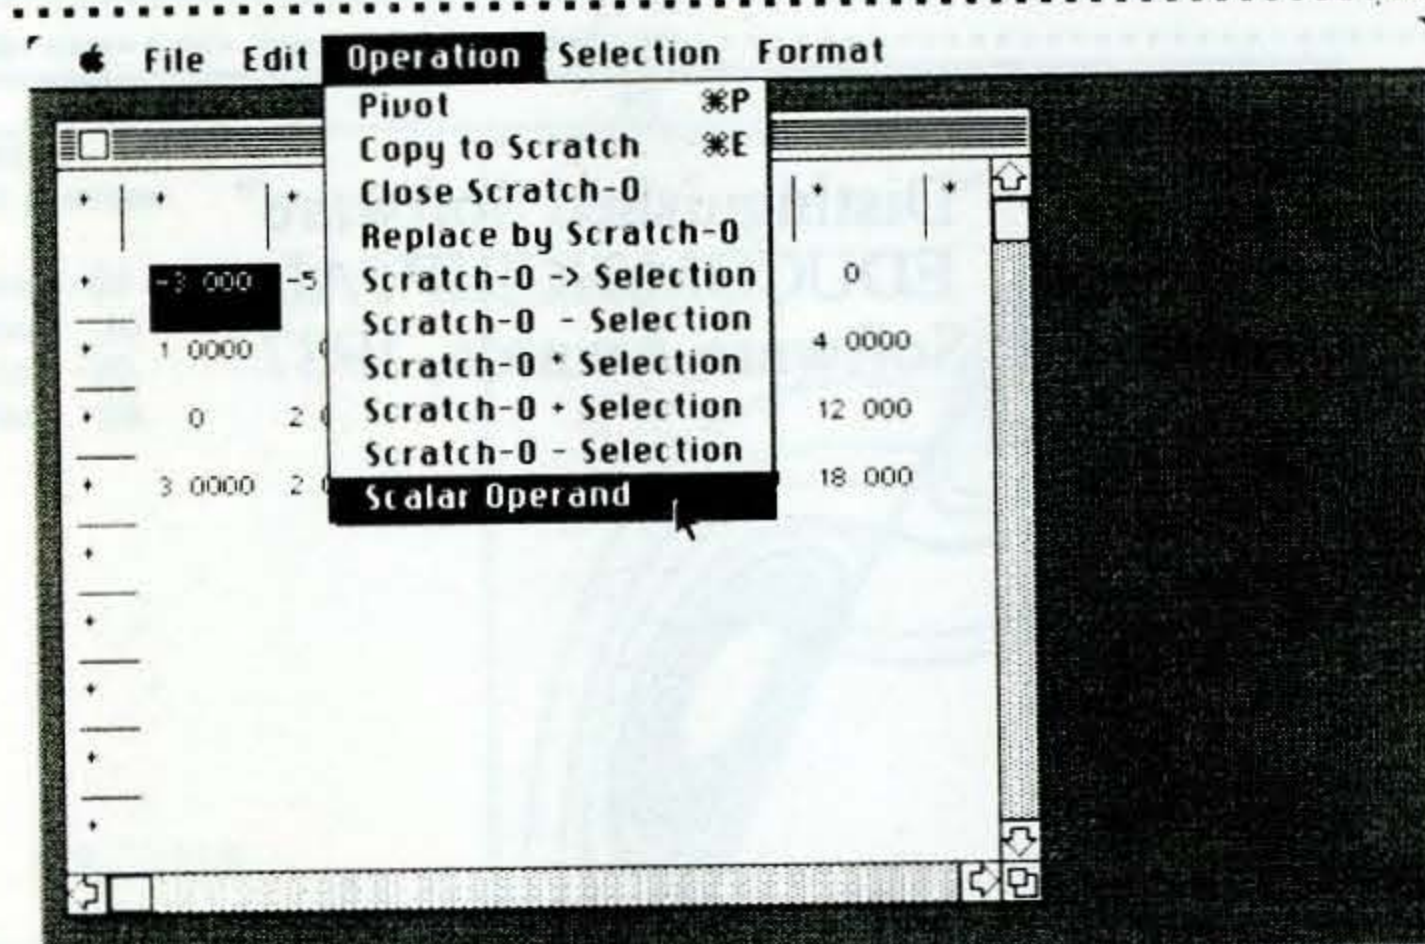 File Edit Operation Selection Format
Pivot ⌘P
Copy to Scratch ⌘E
Close Scratch-0
Replace by Scratch-0
Scratch-0 -> Selection
Scratch-0 - Selection
Scratch-0 * Selection
Scratch-0 + Selection
Scratch-0 - Selection
Scalar Operand
-3 000 -5 0
1 0000 4 0000
0 2 12 000
3 0000 2 18 000